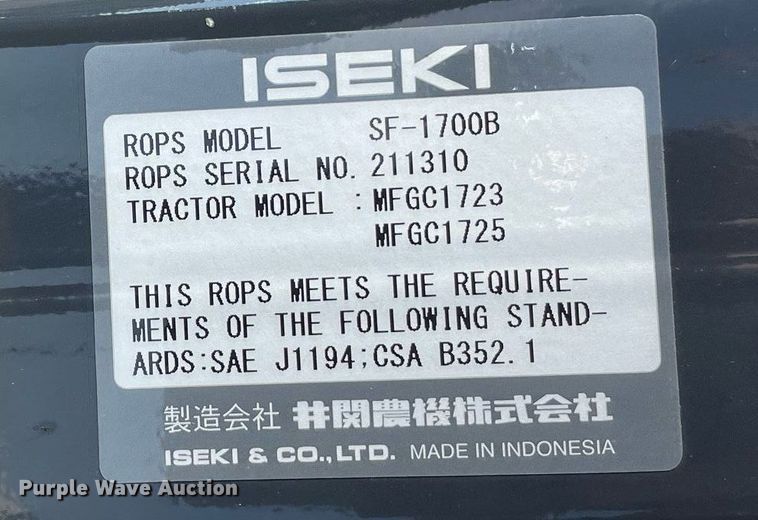 ISEKI
ROPS MODEL SF-1700B
ROPS SERIAL NO. 211310
TRACTOR MODEL : MFGC1723
MFGC1725
THIS ROPS MEETS THE REQUIRE-
MENTS OF THE FOLLOWING STAND-
ARDS:SAE J1194;CSA B352.1
製造会社 井関農機株式会社
ISEKI & CO.,LTD. MADE IN INDONESIA
Purple Wave Auction